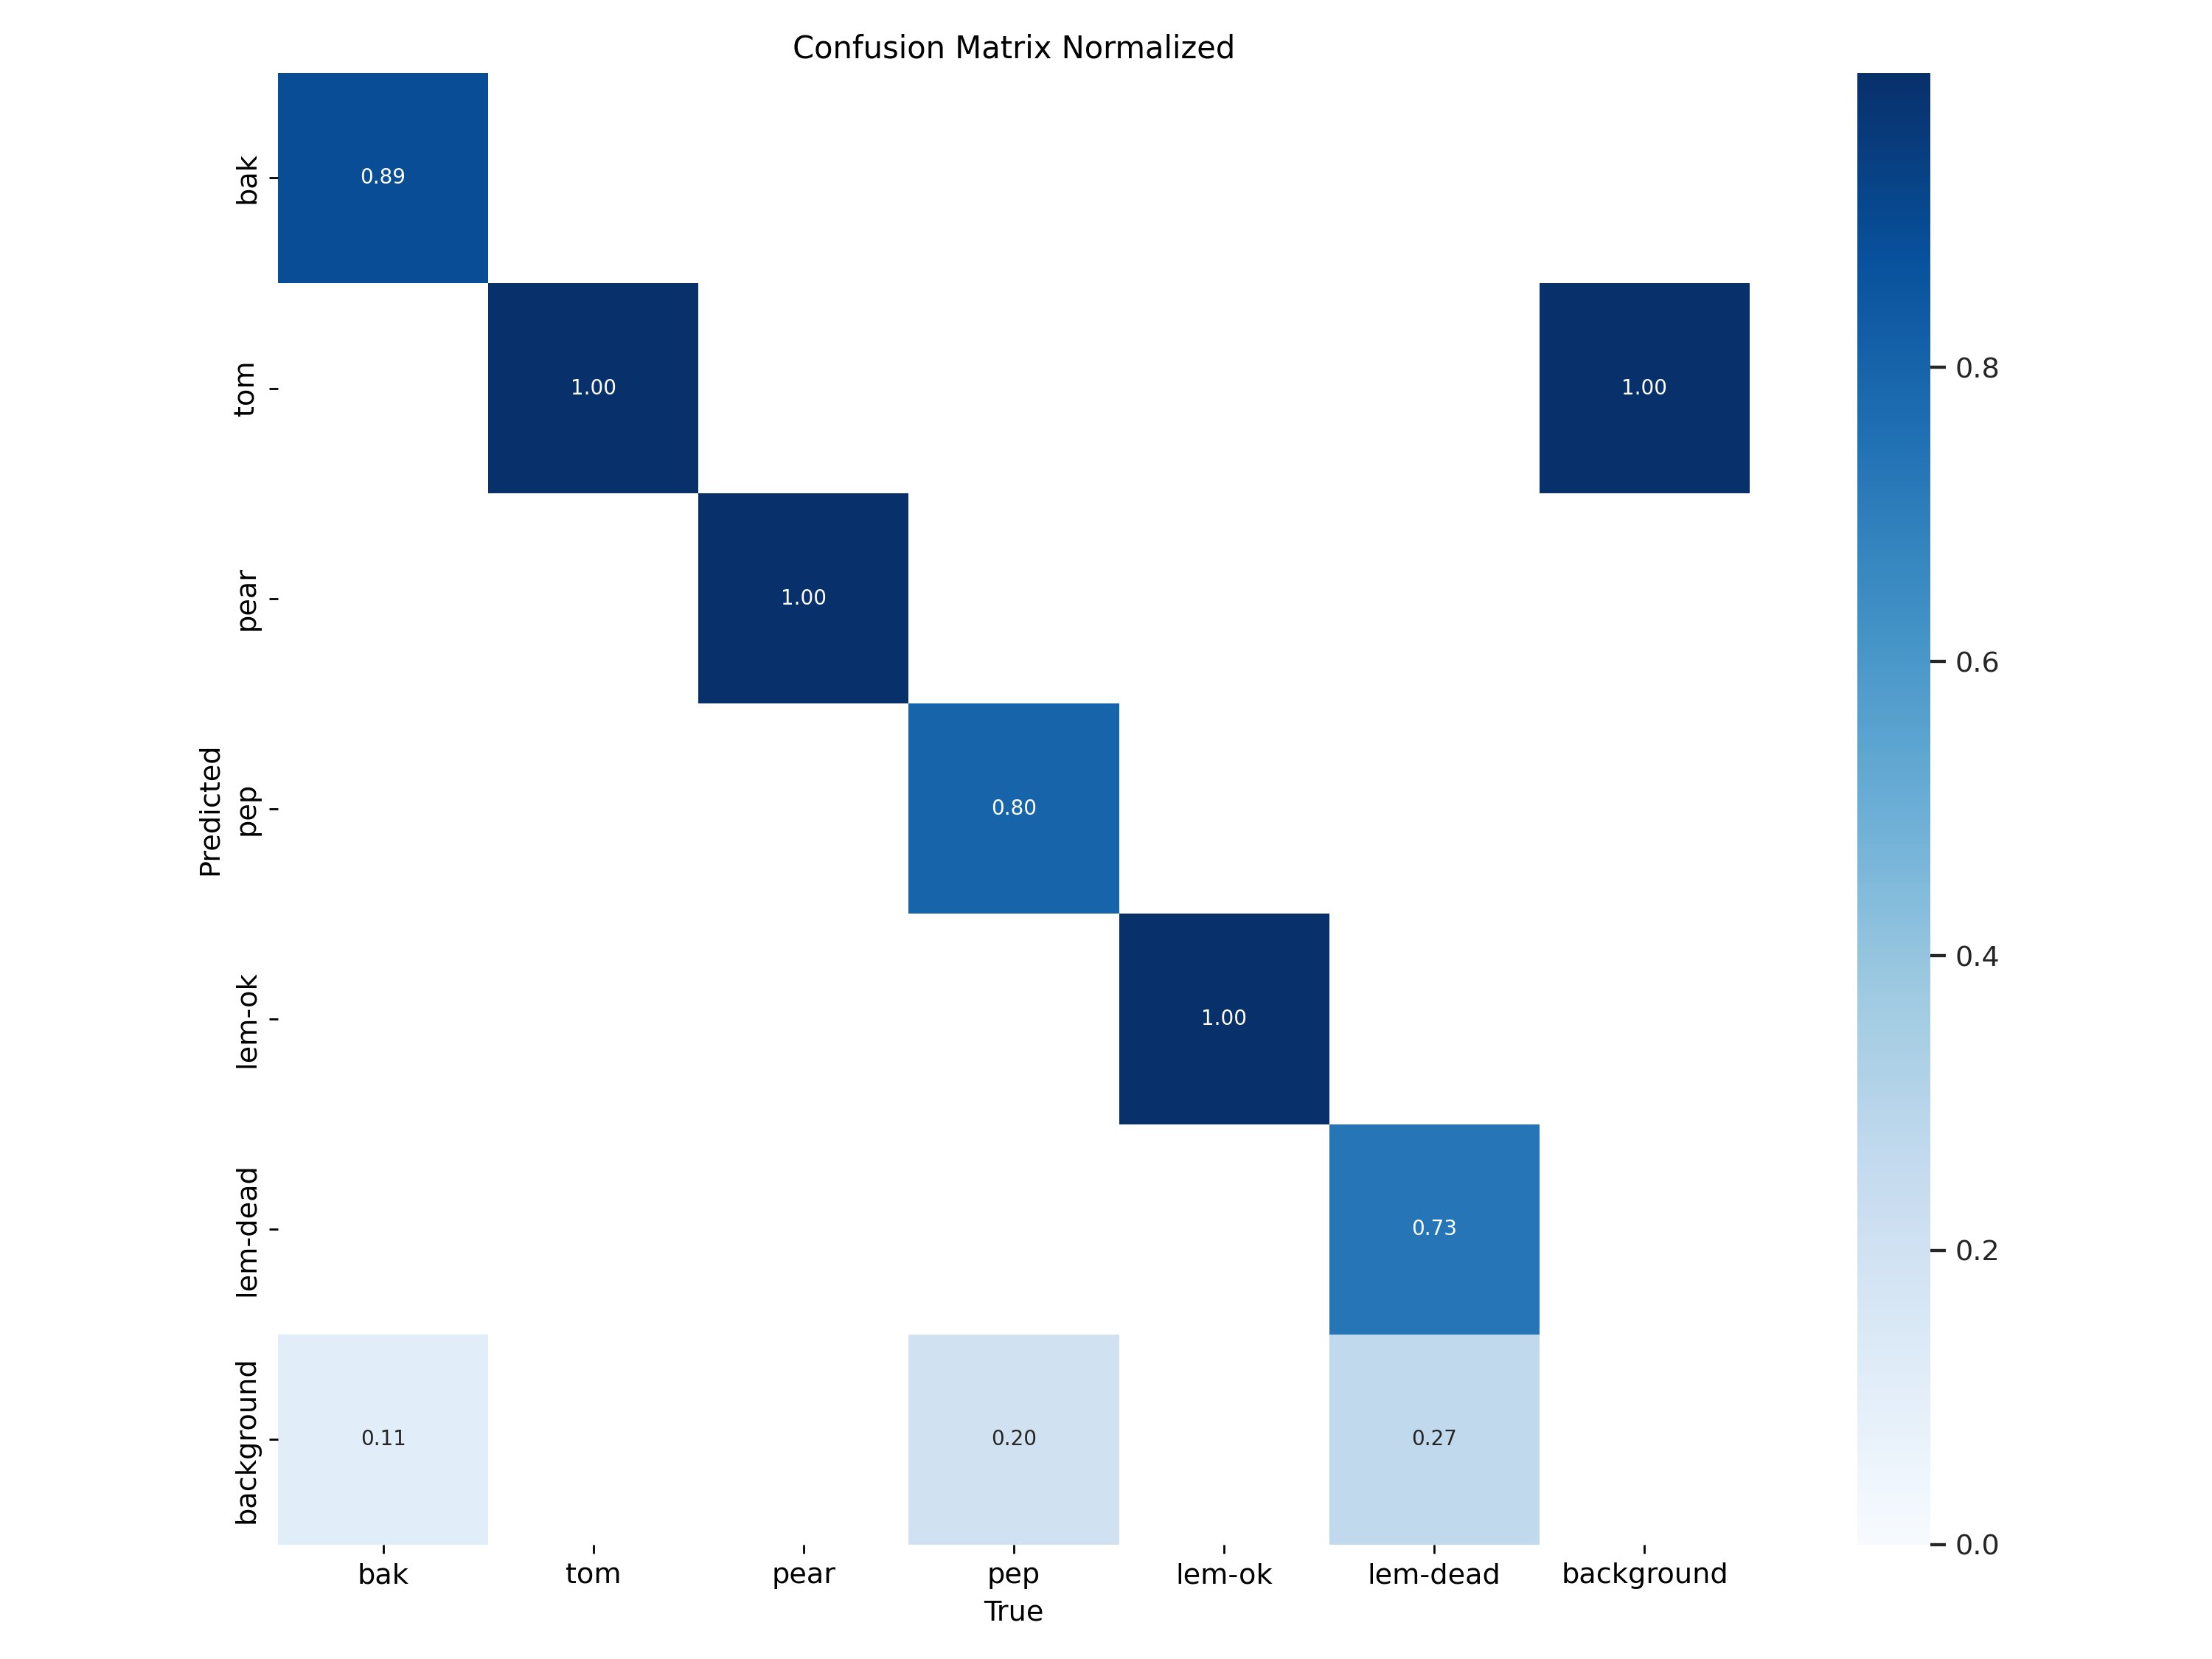 Confusion Matrix Normalized
bak
0.89
tom
1.00
1.00
0.8
pear
1.00
0.6
Predicted
pep
0.80
0.4
lem-ok
1.00
lem-dead
0.73
0.2
background
0.11
0.20
0.27
0.0
bak tom pear pep lem-ok lem-dead background
True